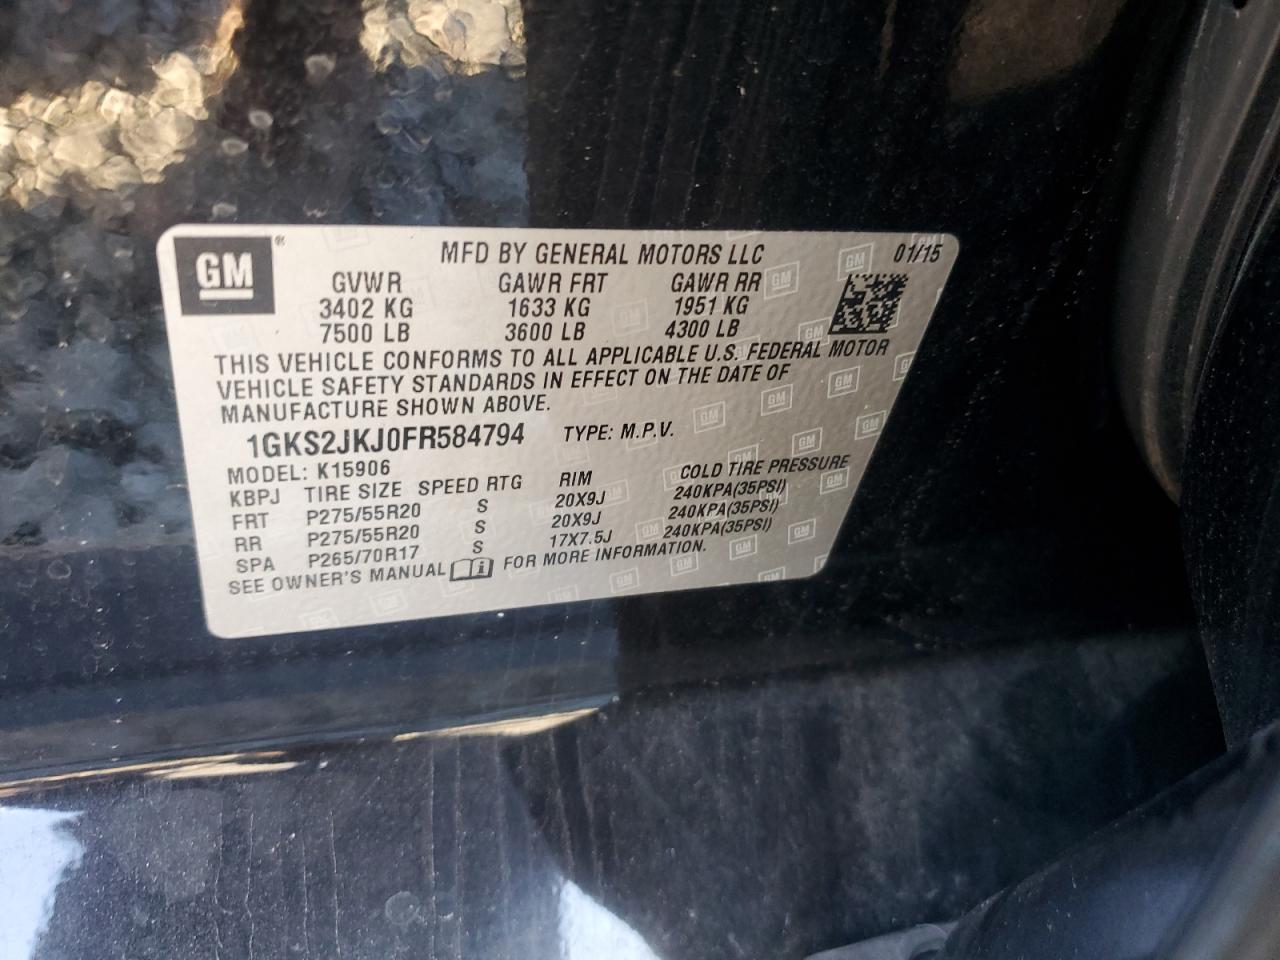 GM ® MFD BY GENERAL MOTORS LLC 01/15
GVWR GAWR FRT GAWR RR
3402 KG 1633 KG 1951 KG
7500 LB 3600 LB 4300 LB
THIS VEHICLE CONFORMS TO ALL APPLICABLE U.S. FEDERAL MOTOR
VEHICLE SAFETY STANDARDS IN EFFECT ON THE DATE OF
MANUFACTURE SHOWN ABOVE.
1GKS2JKJ0FR584794 TYPE: M.P.V.
MODEL: K15906
KBPJ TIRE SIZE SPEED RTG RIM COLD TIRE PRESSURE
FRT P275/55R20 S 20X9J 240KPA(35PSI)
RR P275/55R20 S 20X9J 240KPA(35PSI)
SPA P265/70R17 S 17X7.5J 240KPA(35PSI)
SEE OWNER'S MANUAL FOR MORE INFORMATION.